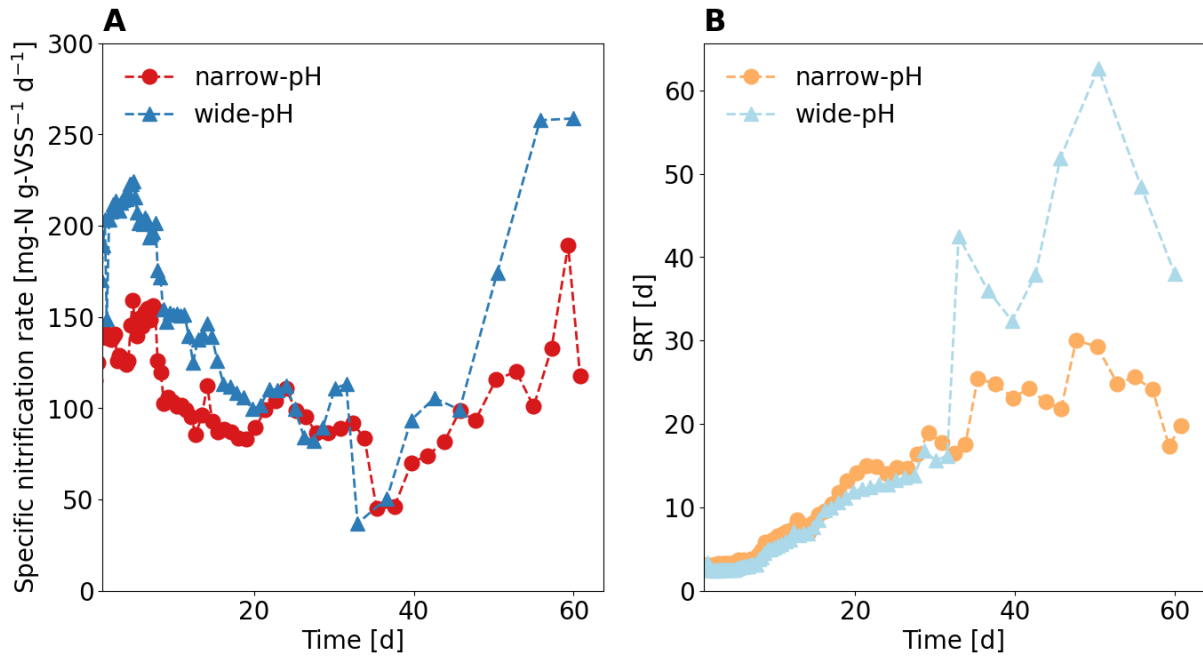 A
Specific nitrification rate [mg-N g-VSS⁻¹ d⁻¹]
300
250
200
150
100
50
0
narrow-pH
wide-pH
20
40
60
Time [d]
B
SRT [d]
60
50
40
30
20
10
0
narrow-pH
wide-pH
20
40
60
Time [d]